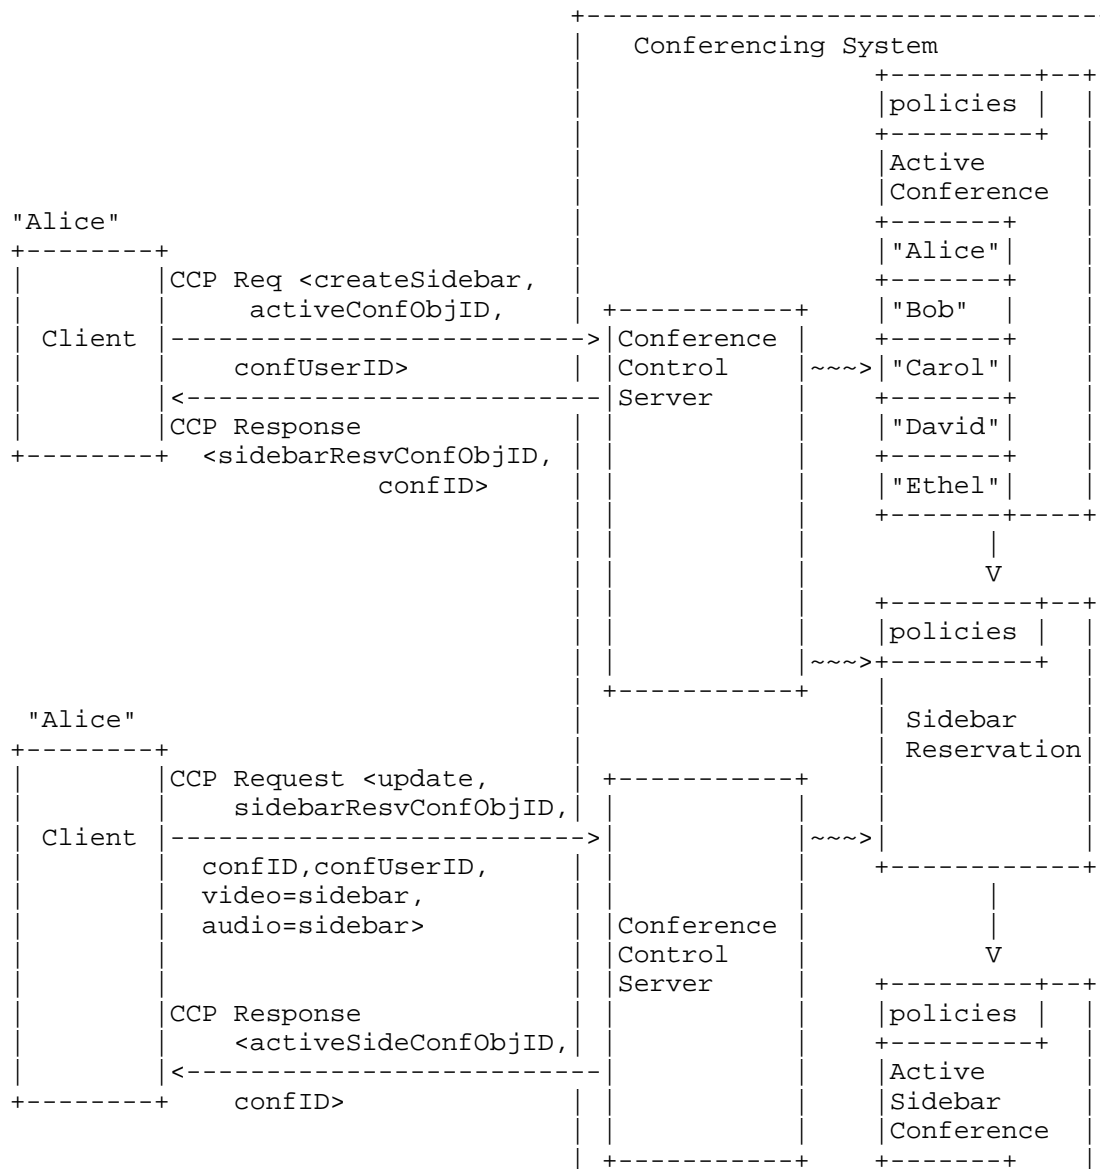 Conferencing System
policies
Active
Conference
"Alice"
"Alice"
CCP Req <createSidebar,
activeConfObjID,
"Bob"
Client
Conference
confUserID>
Control
"Carol"
Server
CCP Response
"David"
<sidebarResvConfObjID,
confID>
"Ethel"
V
policies
"Alice"
Sidebar
Reservation
CCP Request <update,
sidebarResvConfObjID,
Client
confID,confUserID,
video=sidebar,
audio=sidebar>
Conference
Control
V
Server
CCP Response
policies
<activeSideConfObjID,
Active
confID>
Sidebar
Conference